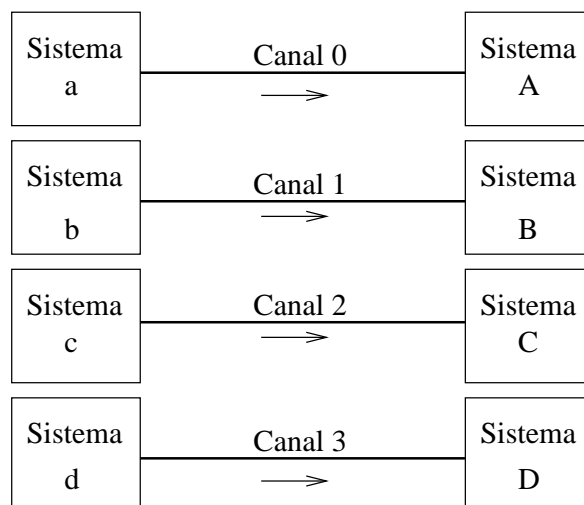 Sistema
a
Canal 0
Sistema
A
Sistema
b
Canal 1
Sistema
B
Sistema
c
Canal 2
Sistema
C
Sistema
d
Canal 3
Sistema
D